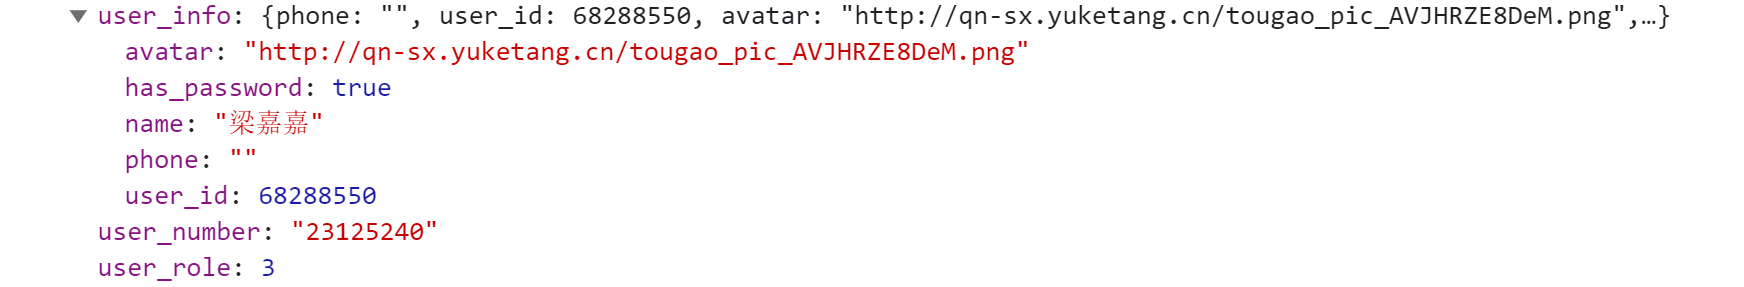 ▼ user_info: {phone: "", user_id: 68288550, avatar: "http://qn-sx.yuketang.cn/tougao_pic_AVJHRZE8DeM.png",…}
avatar: "http://qn-sx.yuketang.cn/tougao_pic_AVJHRZE8DeM.png"
has_password: true
name: "梁嘉嘉"
phone: ""
user_id: 68288550
user_number: "23125240"
user_role: 3